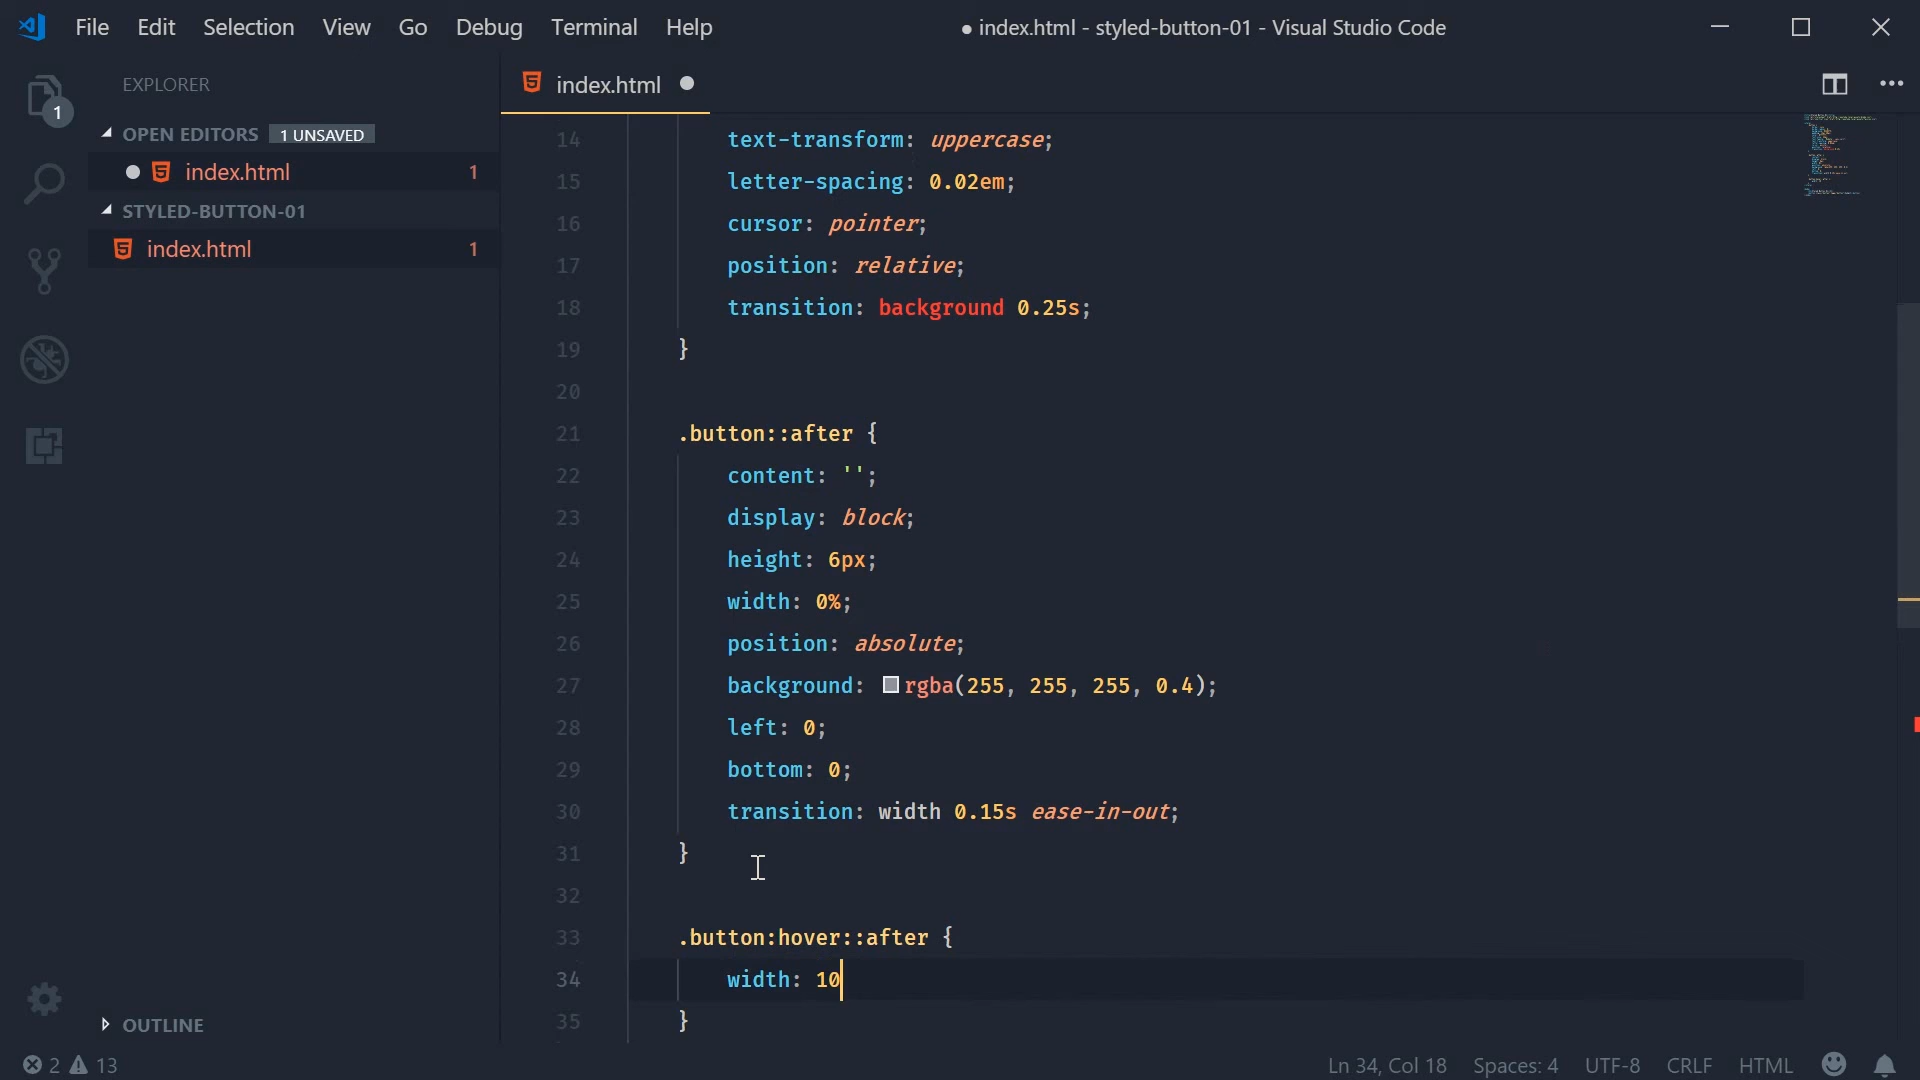 File Edit Selection View Go Debug Terminal Help
● index.html - styled-button-01 - Visual Studio Code
EXPLORER
1
OPEN EDITORS 1 UNSAVED
index.html 1
STYLED-BUTTON-01
index.html 1
OUTLINE
index.html
14 text-transform: uppercase;
15 letter-spacing: 0.02em;
16 cursor: pointer;
17 position: relative;
18 transition: background 0.25s;
19 }
20
21 .button::after {
22 content: '';
23 display: block;
24 height: 6px;
25 width: 0%;
26 position: absolute;
27 background: rgba(255, 255, 255, 0.4);
28 left: 0;
29 bottom: 0;
30 transition: width 0.15s ease-in-out;
31 }
32
33 .button:hover::after {
34 width: 10
35 }
2 13
Ln 34, Col 18 Spaces: 4 UTF-8 CRLF HTML